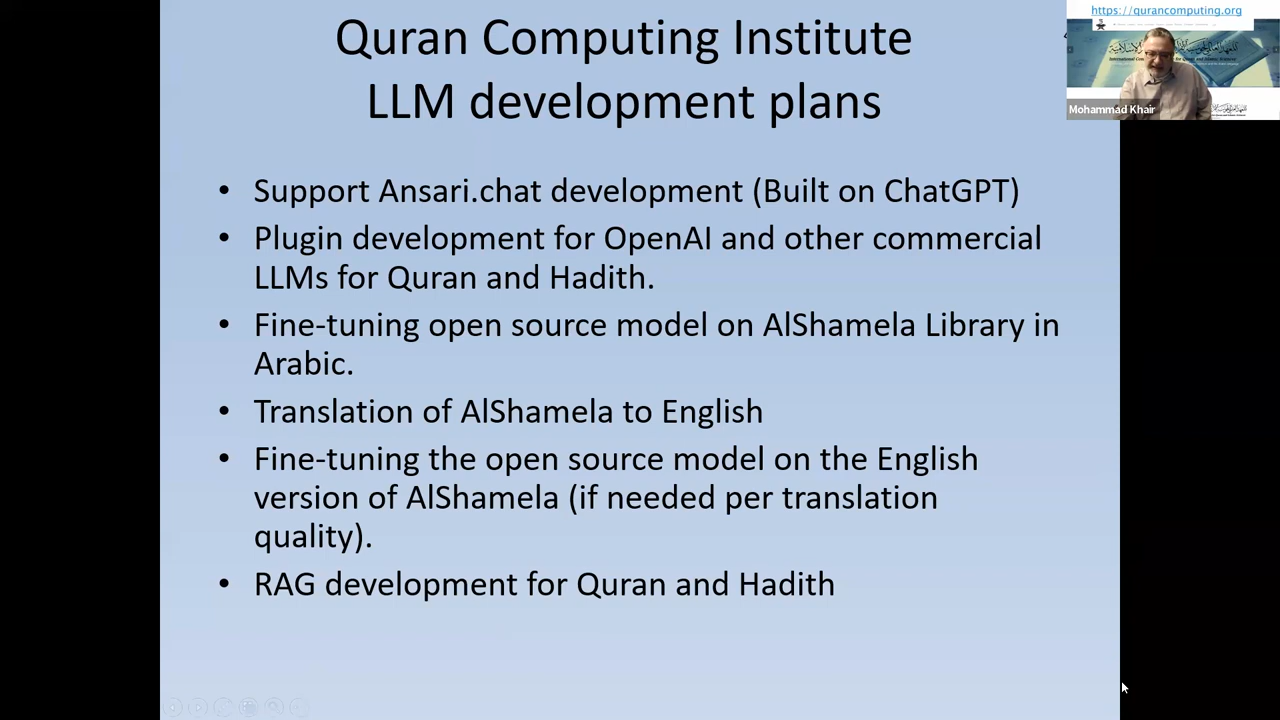 Quran Computing Institute
LLM development plans
• Support Ansari.chat development (Built on ChatGPT)
• Plugin development for OpenAI and other commercial
LLMs for Quran and Hadith.
• Fine-tuning open source model on AlShamela Library in
Arabic.
• Translation of AlShamela to English
• Fine-tuning the open source model on the English
version of AlShamela (if needed per translation
quality).
• RAG development for Quran and Hadith
https://qurancomputing.org
Mohammad Khair